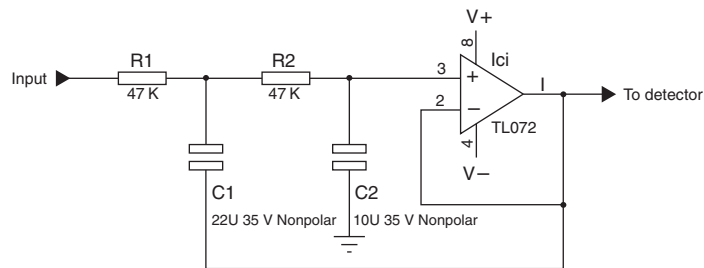 V+
8
R1
R2
Ici
Input
47 K
47 K
3
+
2
−
I
To detector
TL072
4
V−
C1
C2
22U 35 V Nonpolar
10U 35 V Nonpolar